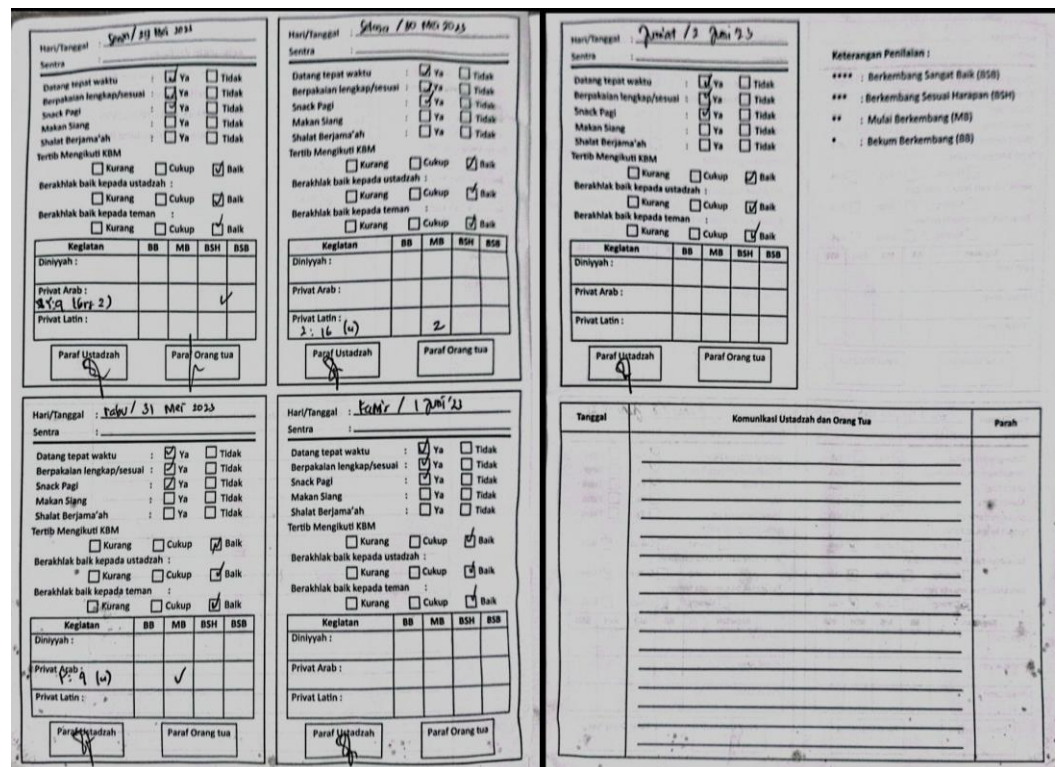 Hari/Tanggal : Senin / 29 Mei 2023
Sentra :
Datang tepat waktu : Ya Tidak
Berpakaian lengkap/sesuai : Ya Tidak
Snack Pagi : Ya Tidak
Makan Siang : Ya Tidak
Shalat Berjama'ah : Ya Tidak
Tertib Mengikuti KBM
Kurang Cukup Baik
Berakhlak baik kepada ustadzah :
Kurang Cukup Baik
Berakhlak baik kepada teman :
Kurang Cukup Baik
Kegiatan BB MB BSH BSB
Diniyyah :
Privat Arab :
Privat Latin :
Paraf Ustadzah Paraf Orang tua
Hari/Tanggal : Selasa / 30 Mei 2023
Sentra :
Datang tepat waktu : Ya Tidak
Berpakaian lengkap/sesuai : Ya Tidak
Snack Pagi : Ya Tidak
Makan Siang : Ya Tidak
Shalat Berjama'ah : Ya Tidak
Tertib Mengikuti KBM
Kurang Cukup Baik
Berakhlak baik kepada ustadzah :
Kurang Cukup Baik
Berakhlak baik kepada teman :
Kurang Cukup Baik
Kegiatan BB MB BSH BSB
Diniyyah :
Privat Arab :
Privat Latin :
2
Paraf Ustadzah Paraf Orang tua
Hari/Tanggal : Rabu / 31 Mei 2023
Sentra :
Datang tepat waktu : Ya Tidak
Berpakaian lengkap/sesuai : Ya Tidak
Snack Pagi : Ya Tidak
Makan Siang : Ya Tidak
Shalat Berjama'ah : Ya Tidak
Tertib Mengikuti KBM
Kurang Cukup Baik
Berakhlak baik kepada ustadzah :
Kurang Cukup Baik
Berakhlak baik kepada teman :
Kurang Cukup Baik
Kegiatan BB MB BSH BSB
Diniyyah :
Privat Arab :
Privat Latin :
Paraf Ustadzah Paraf Orang tua
Hari/Tanggal : Kamis / 1 Juni '23
Sentra :
Datang tepat waktu : Ya Tidak
Berpakaian lengkap/sesuai : Ya Tidak
Snack Pagi : Ya Tidak
Makan Siang : Ya Tidak
Shalat Berjama'ah : Ya Tidak
Tertib Mengikuti KBM
Kurang Cukup Baik
Berakhlak baik kepada ustadzah :
Kurang Cukup Baik
Berakhlak baik kepada teman :
Kurang Cukup Baik
Kegiatan BB MB BSH BSB
Diniyyah :
Privat Arab :
Privat Latin :
Paraf Ustadzah Paraf Orang tua
Hari/Tanggal : Jum'at / 2 Juni '23
Sentra :
Datang tepat waktu : Ya Tidak
Berpakaian lengkap/sesuai : Ya Tidak
Snack Pagi : Ya Tidak
Makan Siang : Ya Tidak
Shalat Berjama'ah : Ya Tidak
Tertib Mengikuti KBM
Kurang Cukup Baik
Berakhlak baik kepada ustadzah :
Kurang Cukup Baik
Berakhlak baik kepada teman :
Kurang Cukup Baik
Kegiatan BB MB BSH BSB
Diniyyah :
Privat Arab :
Privat Latin :
Paraf Ustadzah Paraf Orang tua
Keterangan Penilaian :
**** : Berkembang Sangat Baik (BSB)
*** : Berkembang Sesuai Harapan (BSH)
** : Mulai Berkembang (MB)
* : Bekum Berkembang (BB)
Tanggal Komunikasi Ustadzah dan Orang Tua Parah